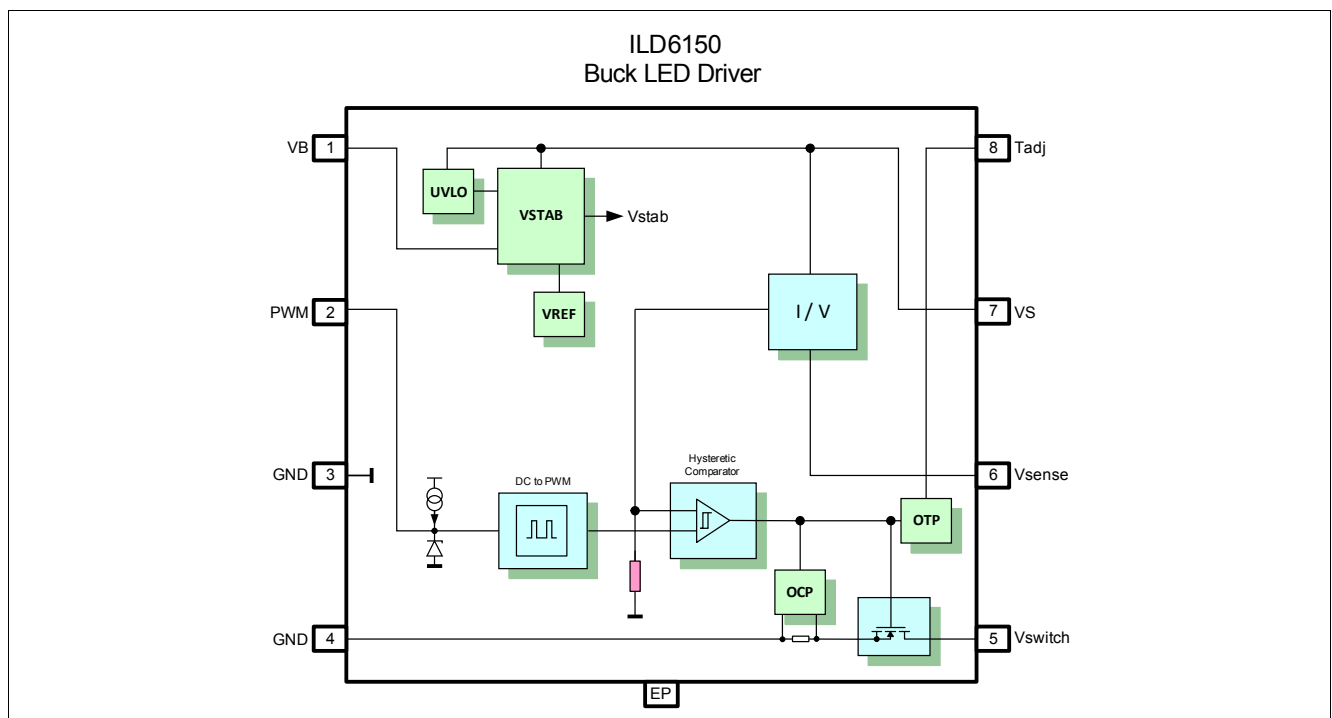 ILD6150
Buck LED Driver
VB 1
8 Tadj
UVLO
VSTAB
Vstab
VREF
PWM 2
I / V
7 VS
GND 3
DC to PWM
Hysteretic
Comparator
6 Vsense
OTP
OCP
GND 4
5 Vswitch
EP